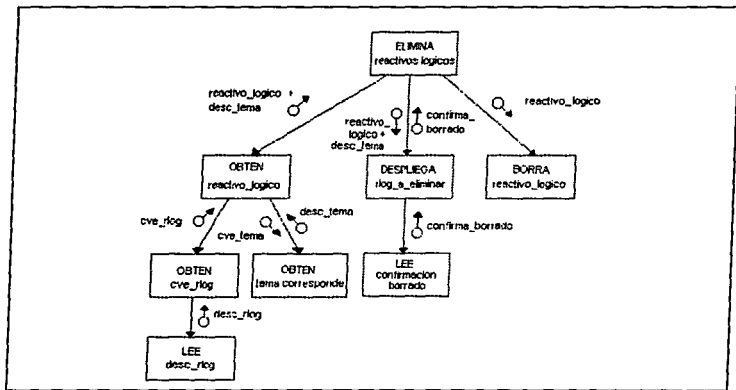 ELIMINA
reactivos logicos
reactivo_logico +
desc_tema
reactivo_
logico +
desc_tema
confirma_
borrado
reactivo_logico
OBTEN
reactivo_logico
DESPLIEGA
rlog_a_eliminar
BORRA
reactivo_logico
cve_rlog
cve_tema
desc_tema
confirma_borrado
OBTEN
cve_rlog
OBTEN
tema corresponde
LEE
confirmacion
borrado
desc_rlog
LEE
desc_rlog